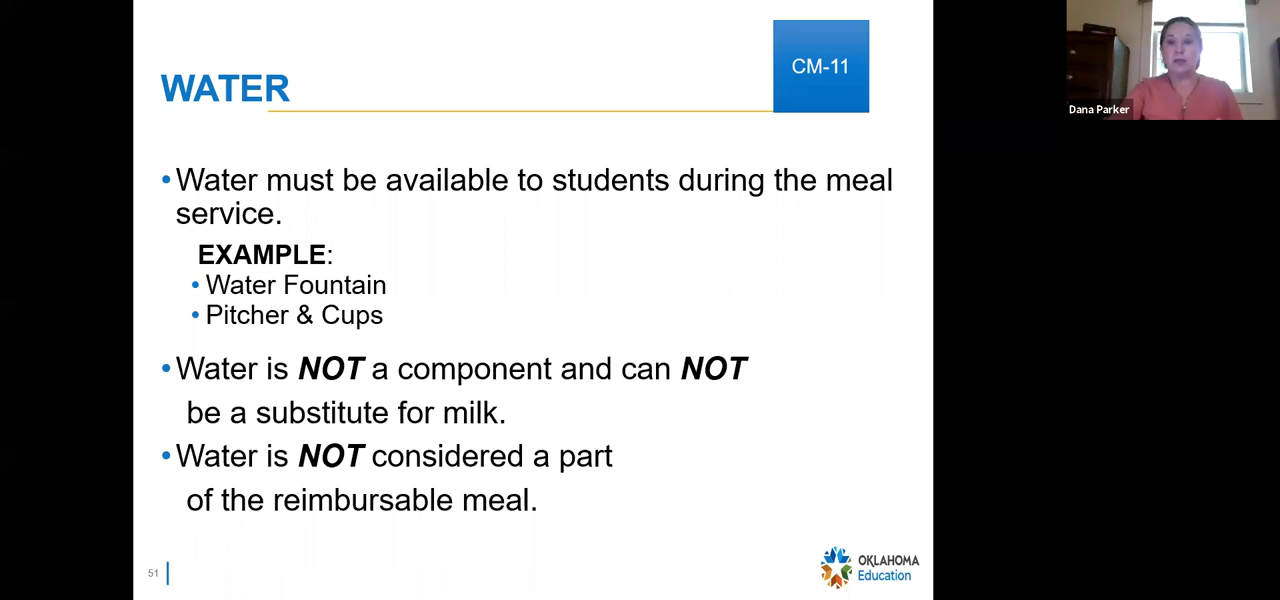 CM-11
WATER
Dana Parker
•Water must be available to students during the meal
service.
EXAMPLE:
• Water Fountain
• Pitcher & Cups
•Water is NOT a component and can NOT
be a substitute for milk.
•Water is NOT considered a part
of the reimbursable meal.
51
OKLAHOMA
Education